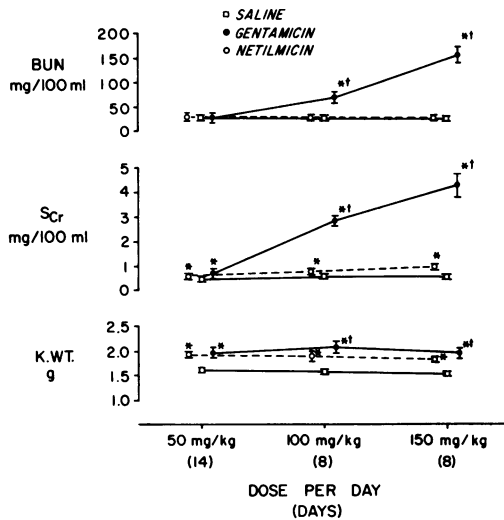 SALINE
GENTAMICIN
NETILMICIN
BUN
mg/100 ml
200
150
100
50
0
*†
*†
SCr
mg/100 ml
5
4
3
2
1
0
*
*
*†
*
*†
*
K.WT.
g
2.5
2.0
1.5
1.0
*
*
*†
*
*†
*
50 mg/kg
100 mg/kg
150 mg/kg
(14)
(8)
(8)
DOSE PER DAY
(DAYS)